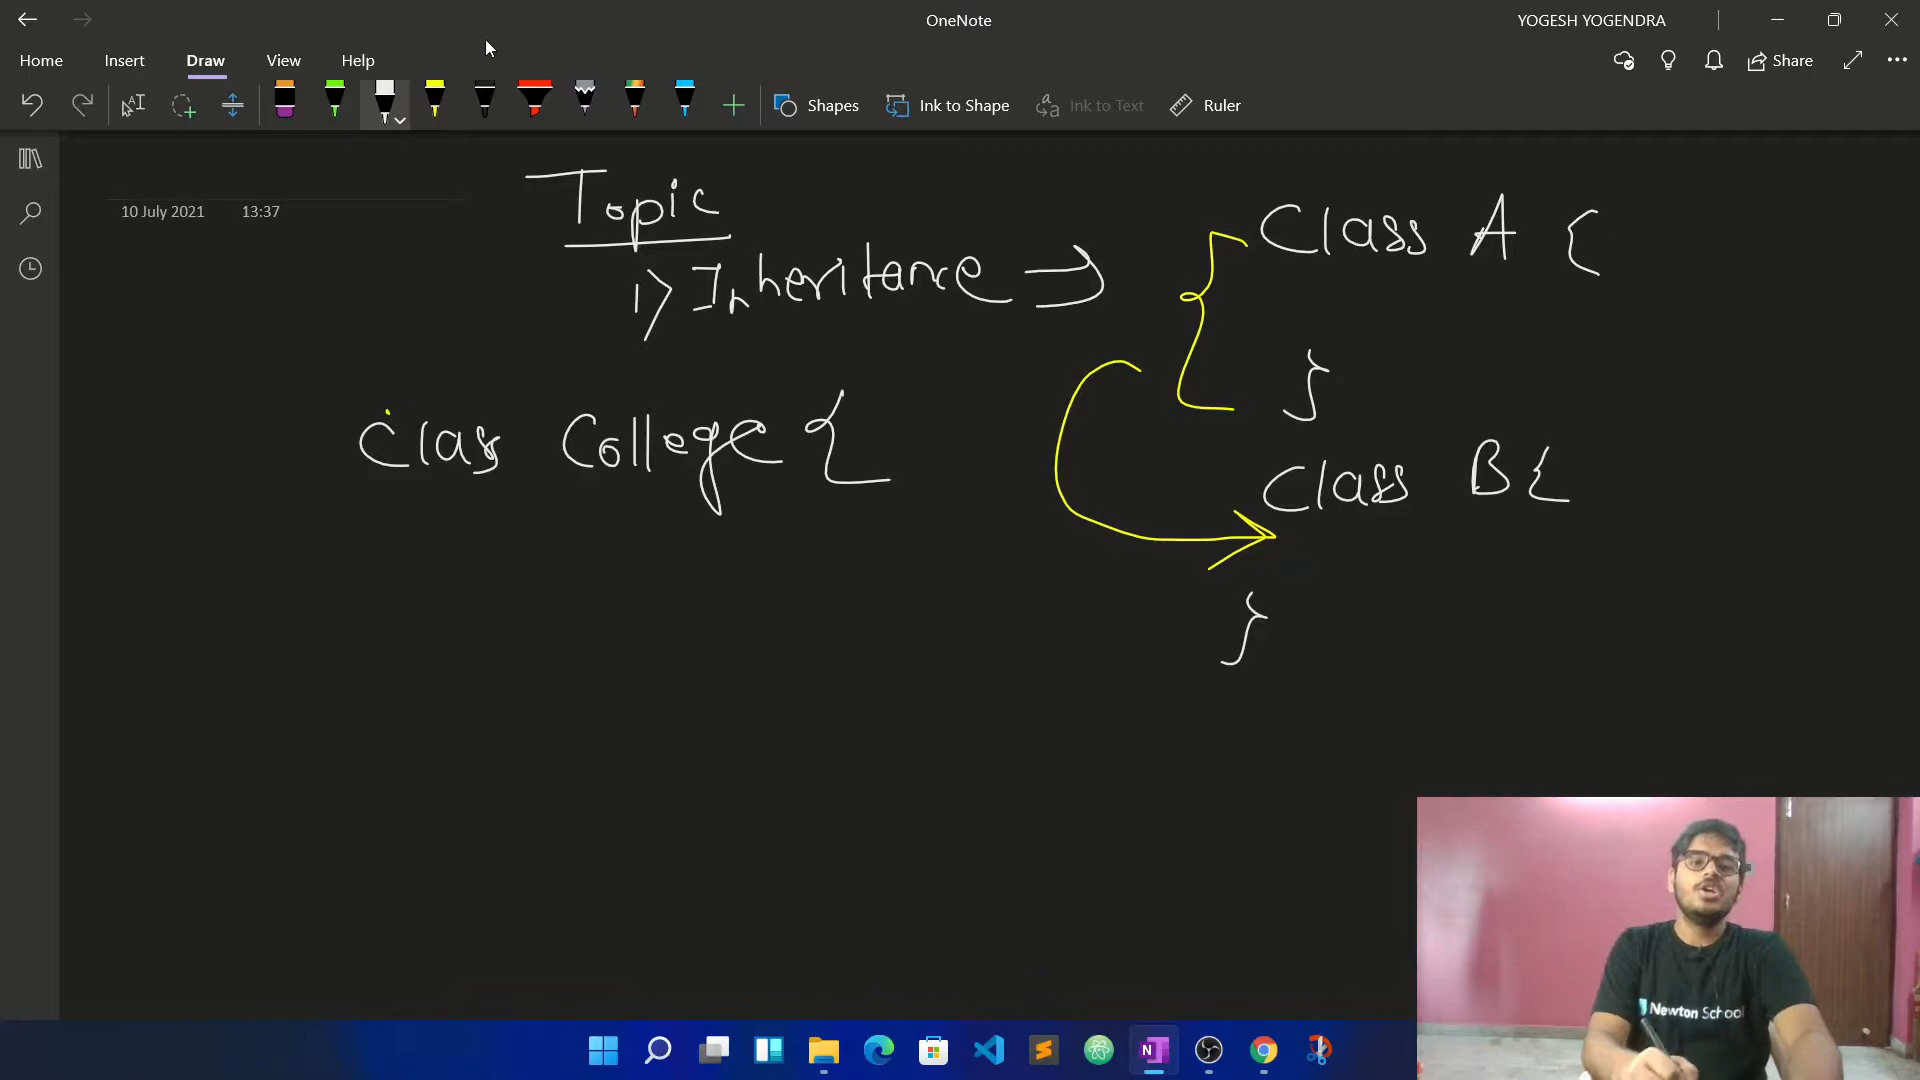 OneNote
YOGESH YOGENDRA
Home Insert Draw View Help
Share
Shapes Ink to Shape Ink to Text Ruler
10 July 2021 13:37
Topic
1) Inheritance
Class A {
}
Class College {
Class B {
}
Newton School